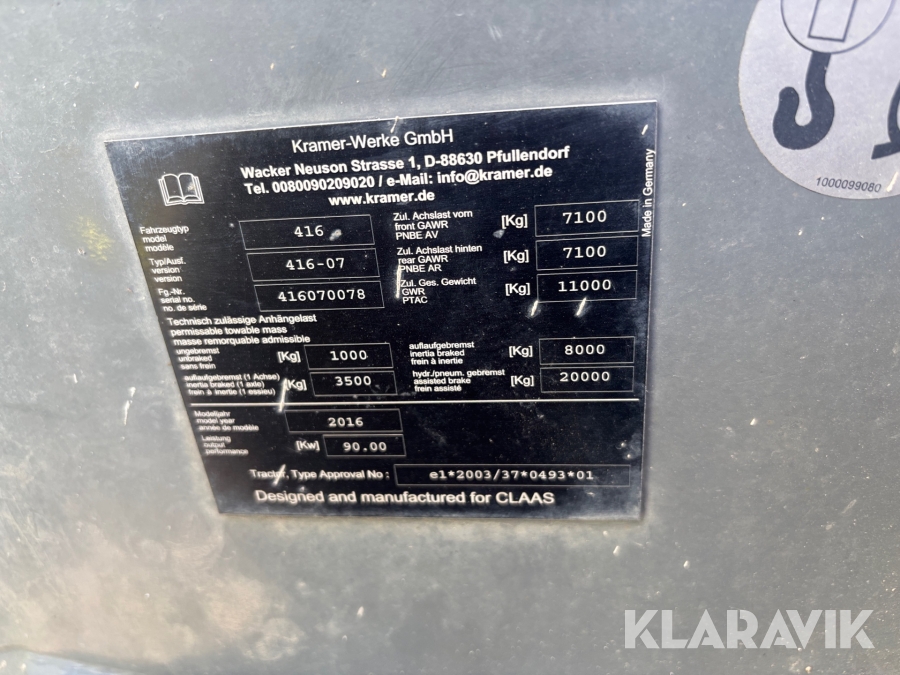 Kramer-Werke GmbH
Wacker Neuson Strasse 1, D-88630 Pfullendorf
Tel. 0080090209020 / e-Mail: info@kramer.de
www.kramer.de
Made in Germany
Fahrzeugtyp
model
modèle
416
Zul. Achslast vorn
front GAWR
PNBE AV
[Kg] 7100
Typ/Ausf.
version
version
416-07
Zul. Achslast hinten
rear GAWR
PNBE AR
[Kg] 7100
Fg.-Nr.
serial no.
no. de série
416070078
Zul. Ges. Gewicht
GWR
PTAC
[Kg] 11000
Technisch zulässige Anhängelast
permissable towable mass
masse remorquable admissible
ungebremst
unbraked
sans frein
[Kg] 1000
auflaufgebremst
inertia braked
frein à inertie
[Kg] 8000
auflaufgebremst (1 Achse)
inertia braked (1 axle)
frein à inertie (1 essieu)
[Kg] 3500
hydr./pneum. gebremst
assisted brake
frein assisté
[Kg] 20000
Modelljahr
model year
année de modèle
2016
Leistung
output
performance
[Kw] 90.00
Tractor, Type Approval No : e1*2003/37*0493*01
Designed and manufactured for CLAAS
1000099080
KLARAVIK